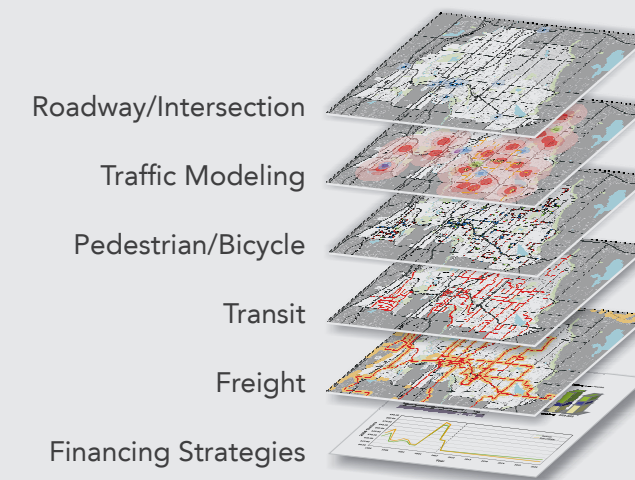 Roadway/Intersection
Traffic Modeling
Pedestrian/Bicycle
Transit
Freight
Financing Strategies